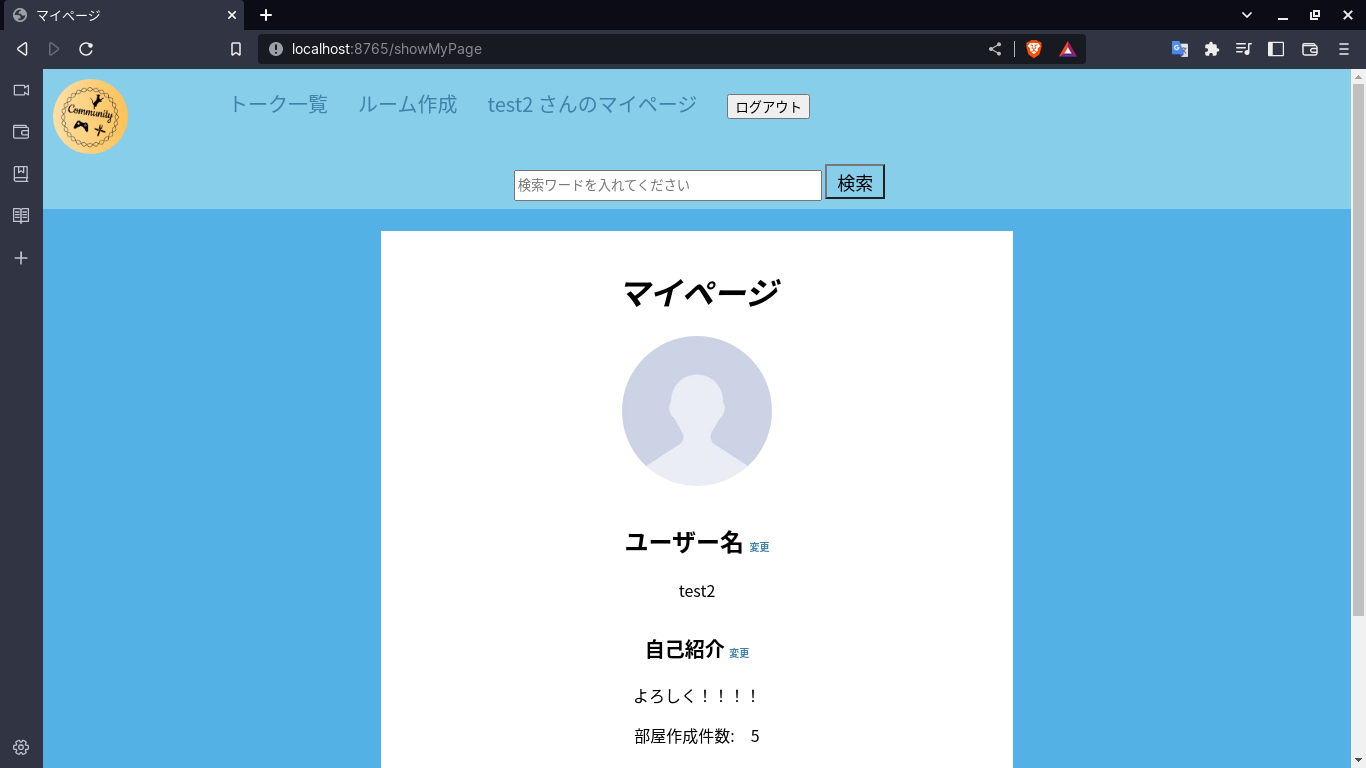 マイページ
localhost:8765/showMyPage
Community
トーク一覧 ルーム作成 test2 さんのマイページ ログアウト
検索ワードを入れてください 検索
マイページ
ユーザー名 変更
test2
自己紹介 変更
よろしく！！！！
部屋作成件数: 5